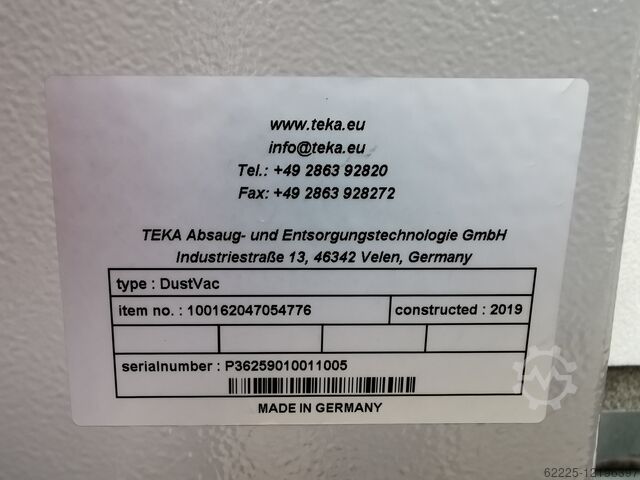 www.teka.eu
info@teka.eu
Tel.: +49 2863 92820
Fax: +49 2863 928272
TEKA Absaug- und Entsorgungstechnologie GmbH
Industriestraße 13, 46342 Velen, Germany
type : DustVac
item no. : 100162047054776 constructed : 2019
serialnumber : P36259010011005
MADE IN GERMANY